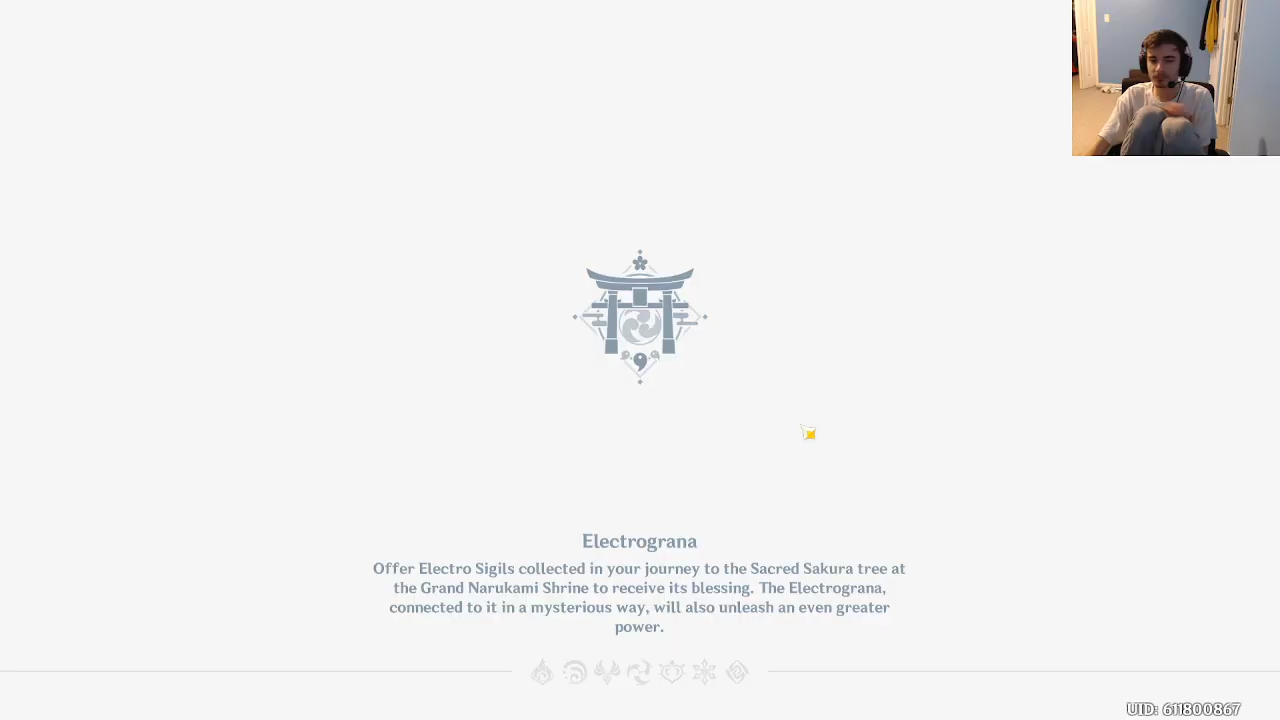 Electrograna
Offer Electro Sigils collected in your journey to the Sacred Sakura tree at
the Grand Narukami Shrine to receive its blessing. The Electrograna,
connected to it in a mysterious way, will also unleash an even greater
power.
UID: 611800867